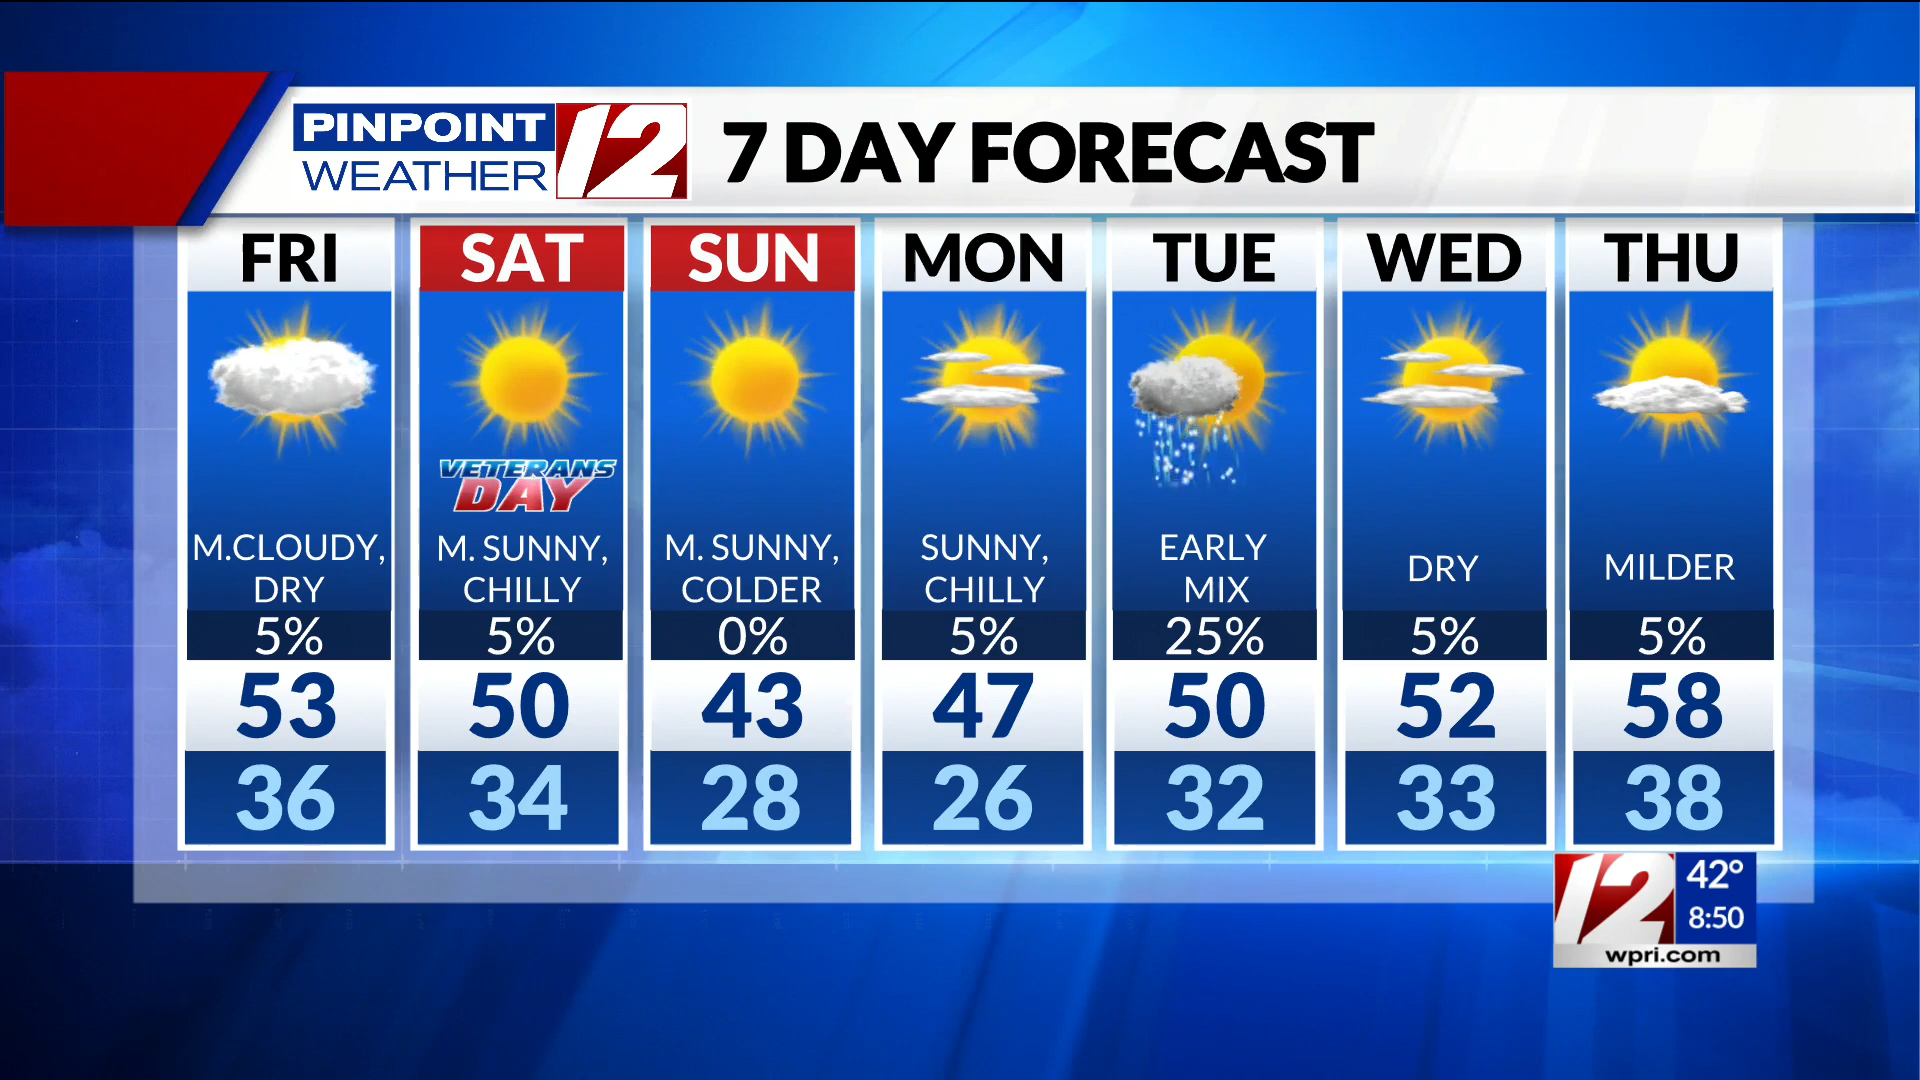 PINPOINT
WEATHER
12
7 DAY FORECAST
FRI
SAT
SUN
MON
TUE
WED
THU
VETERANS
DAY
M.CLOUDY,
DRY
M. SUNNY,
CHILLY
M. SUNNY,
COLDER
SUNNY,
CHILLY
EARLY
MIX
DRY
MILDER
5%
5%
0%
5%
25%
5%
5%
53
50
43
47
50
52
58
36
34
28
26
32
33
38
12
42°
8:50
wpri.com